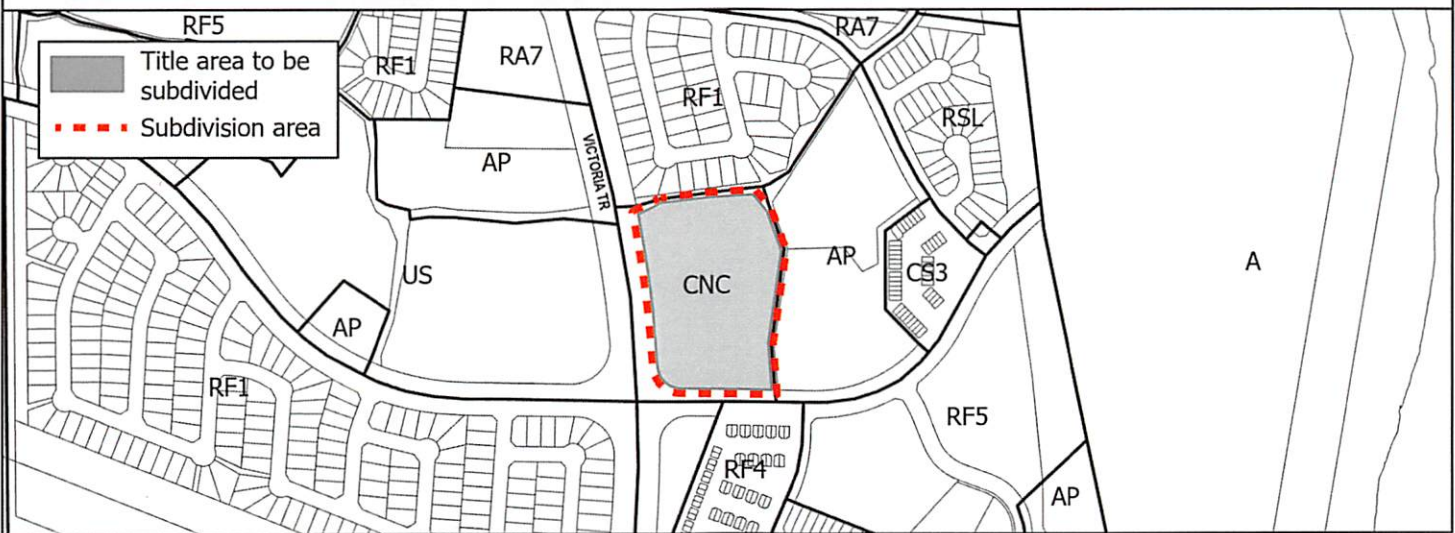 RF5
RA7
Title area to be
subdivided
Subdivision area
RF1
RA7
RF1
RSL
VICTORIA TR
AP
US
CNC
AP
CS3
A
AP
RF1
RF5
RF4
AP